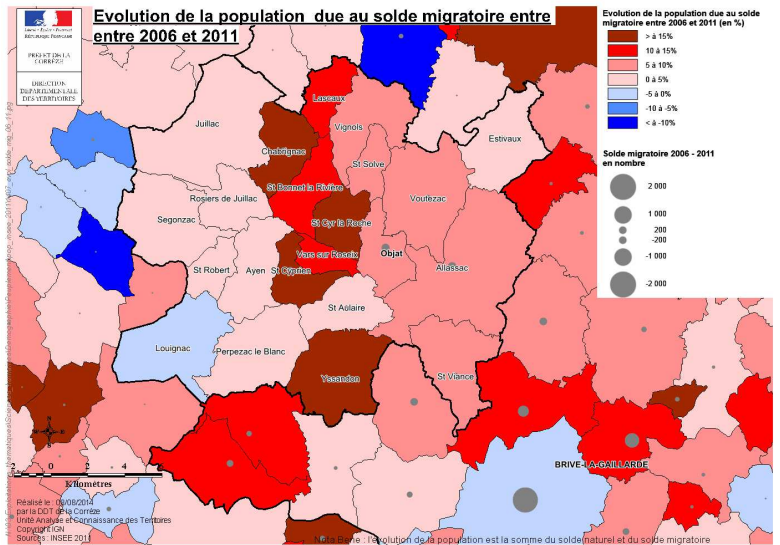 Evolution de la population due au solde migratoire entre
entre 2006 et 2011
PREFET DE LA
CORRÈZE
DIRECTION
DEPARTEMENTALE
DES TERRITOIRES
Evolution de la population due au solde
migratoire entre 2006 et 2011 (en %)
> à 15%
10 à 15%
5 à 10%
0 à 5%
-5 à 0%
-10 à -5%
< à -10%
Solde migratoire 2006 - 2011
en nombre
2 000
1 000
200
-200
-1 000
-2 000
Juillac
Lascaux
Vignols
Chabrignac
Estivaux
St Solve
St Bonnet la Rivière
Rosiers de Juillac
Voutezac
Segonzac
St Cyr la Roche
Vars sur Roseix
Objat
St Robert
Ayen
St Cyprien
Allassac
St Aulaire
Louignac
Perpezac le Blanc
Yssandon
St Viance
BRIVE-LA-GAILLARDE
N
S
2 0 2 4
Kilomètres
Réalisé le : 08/08/2014
par la DDT de la Corrèze
Unité Analyse et Connaissance des Territoires
Copyright IGN
Sources : INSEE 2011
Nota Bene : l'évolution de la population est la somme du solde naturel et du solde migratoire